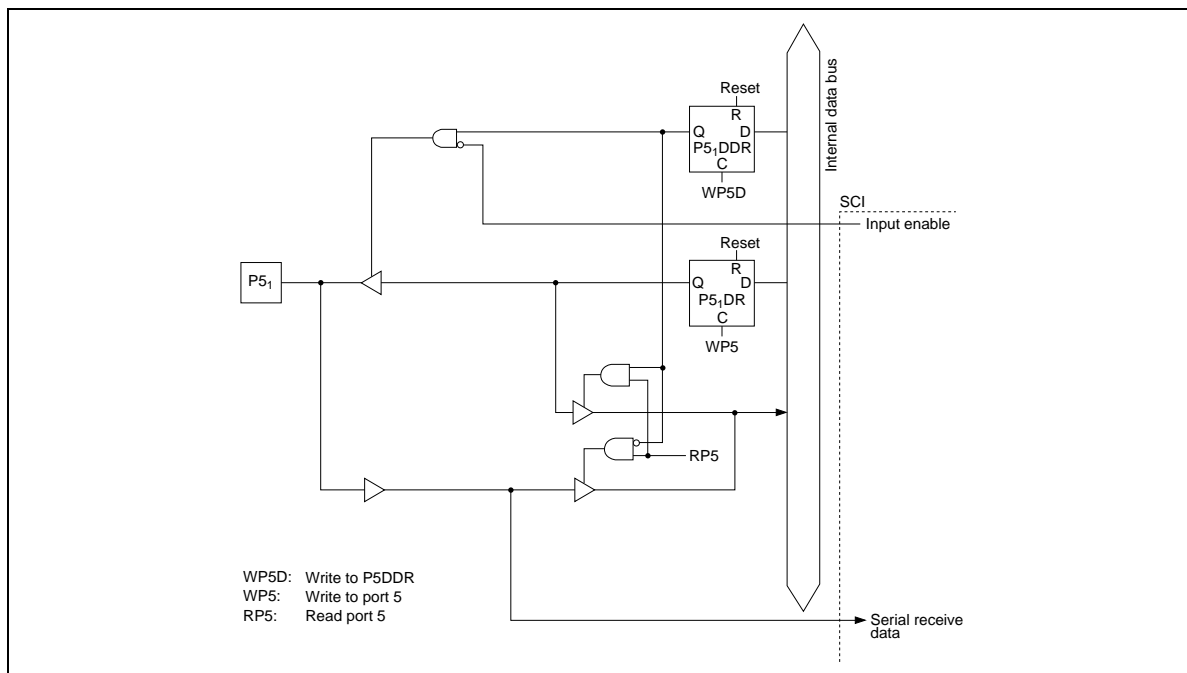 Reset
R
Q D
P5₁DDR
C
WP5D
Internal data bus
SCI
Input enable
Reset
R
Q D
P5₁DR
C
WP5
P5₁
RP5
WP5D: Write to P5DDR
WP5: Write to port 5
RP5: Read port 5
Serial receive
data